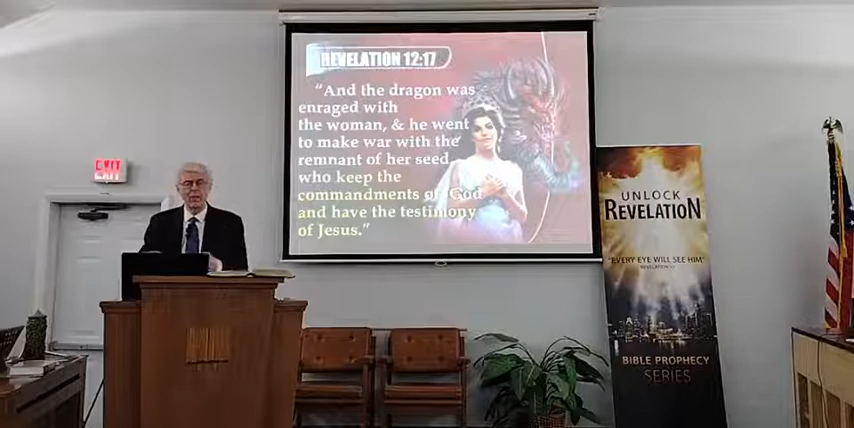 REVELATION 12:17
"And the dragon was
enraged with
the woman, & he went
to make war with the
remnant of her seed
who keep the
commandments of God
and have the testimony
of Jesus."
EXIT
UNLOCK
REVELATION
"EVERY EYE WILL SEE HIM"
BIBLE PROPHECY
SERIES